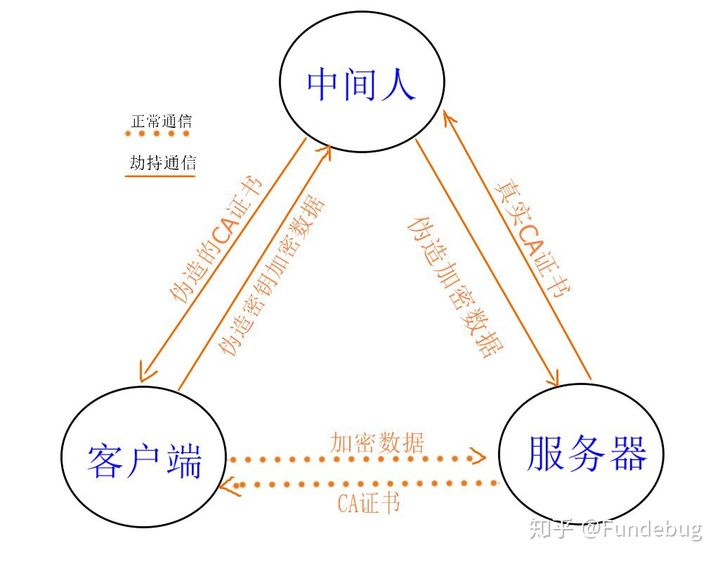 中间人
正常通信
劫持通信
伪造的CA证书
伪造密钥加密数据
伪造加密数据
真实CA证书
客户端
加密数据
CA证书
服务器
知乎 @Fundebug